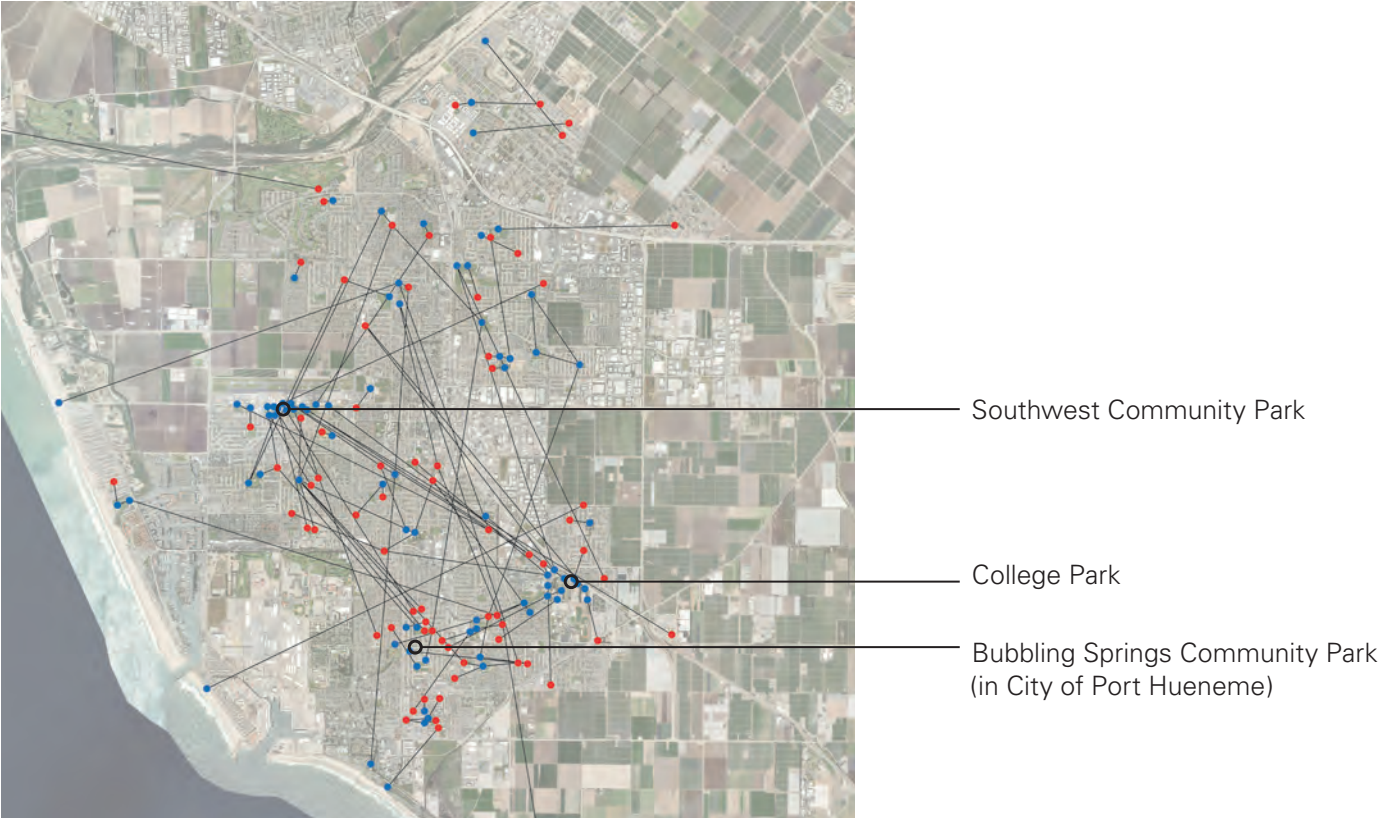 Southwest Community Park
College Park
Bubbling Springs Community Park
(in City of Port Hueneme)